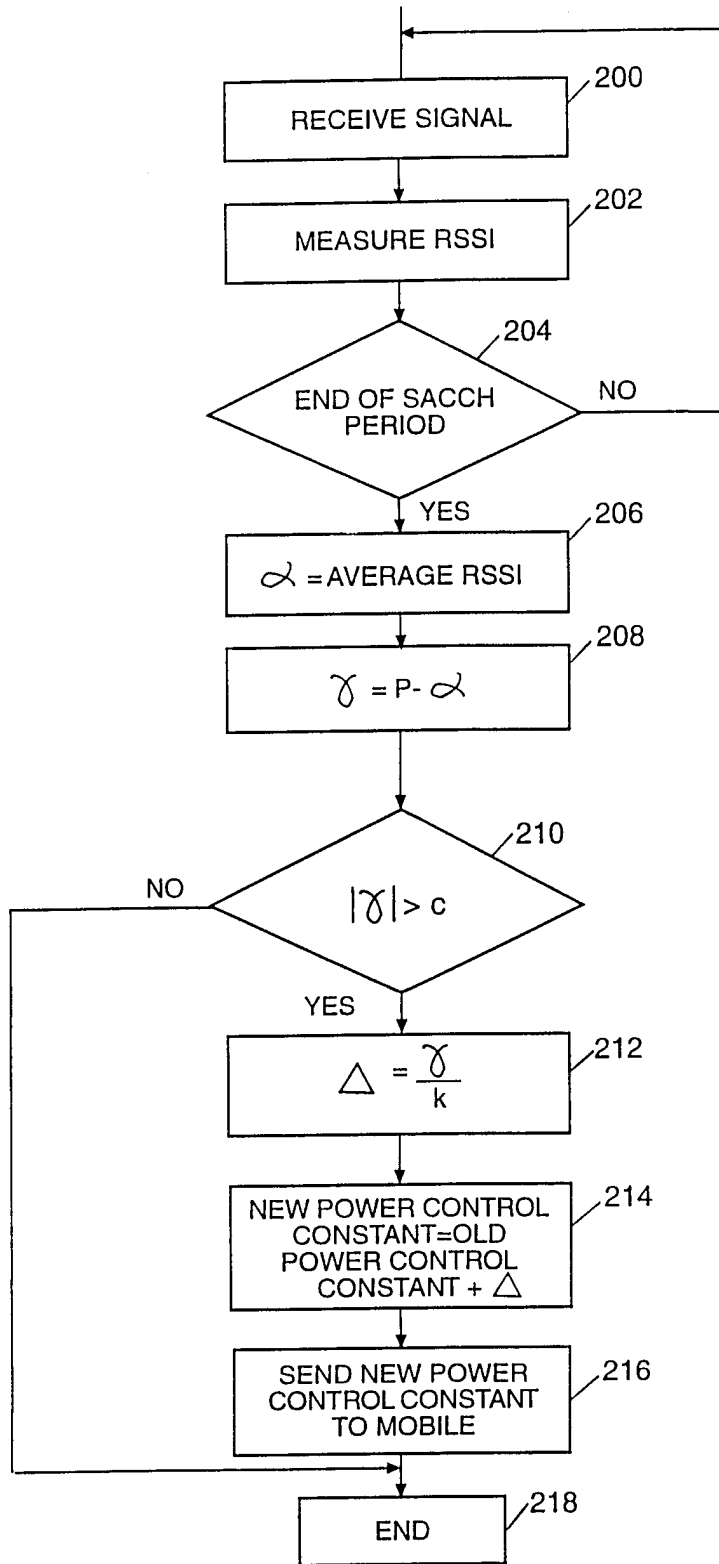 200
RECEIVE SIGNAL
202
MEASURE RSSI
204
END OF SACCH
PERIOD
NO
YES
206
α = AVERAGE RSSI
208
γ = P- α
210
NO
|γ| > c
YES
212
Δ = γ
k
214
NEW POWER CONTROL
CONSTANT=OLD
POWER CONTROL
CONSTANT + Δ
216
SEND NEW POWER
CONTROL CONSTANT
TO MOBILE
218
END